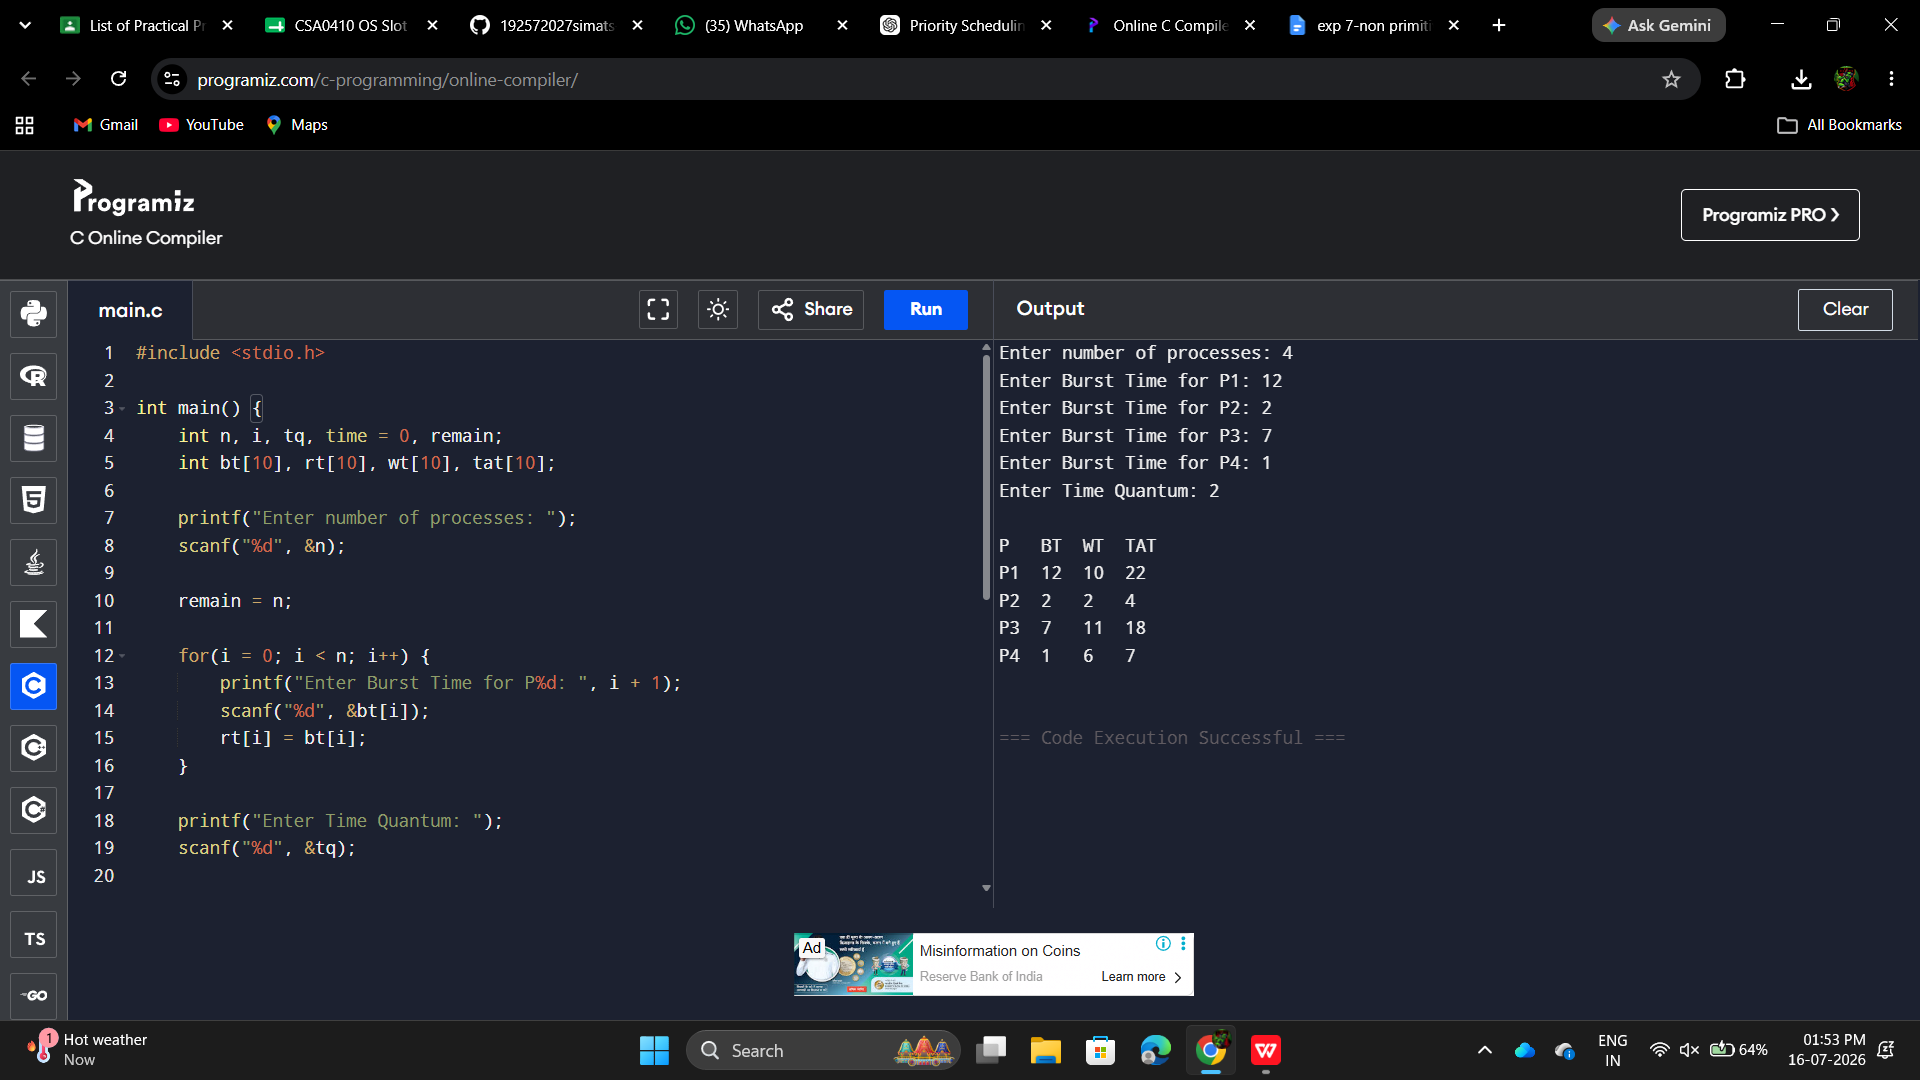 List of Practical Pr
CSA0410 OS Slot
192572027simats
(35) WhatsApp
Priority Schedulin
Online C Compile
exp 7-non primiti
Ask Gemini
programiz.com/c-programming/online-compiler/
Gmail
YouTube
Maps
All Bookmarks
Programiz
C Online Compiler
Programiz PRO ❯
main.c
Share
Run
Output
Clear
1 #include <stdio.h>
2
3 int main() {
4     int n, i, tq, time = 0, remain;
5     int bt[10], rt[10], wt[10], tat[10];
6
7     printf("Enter number of processes: ");
8     scanf("%d", &n);
9
10     remain = n;
11
12     for(i = 0; i < n; i++) {
13         printf("Enter Burst Time for P%d: ", i + 1);
14         scanf("%d", &bt[i]);
15         rt[i] = bt[i];
16     }
17
18     printf("Enter Time Quantum: ");
19     scanf("%d", &tq);
20
Enter number of processes: 4
Enter Burst Time for P1: 12
Enter Burst Time for P2: 2
Enter Burst Time for P3: 7
Enter Burst Time for P4: 1
Enter Time Quantum: 2
P   BT  WT  TAT
P1  12  10  22
P2  2   2   4
P3  7   11  18
P4  1   6   7
=== Code Execution Successful ===
JS
TS
GO
Ad
Misinformation on Coins
Reserve Bank of India
Learn more
1
Hot weather
Now
Search
ENG
IN
64%
01:53 PM
16-07-2026